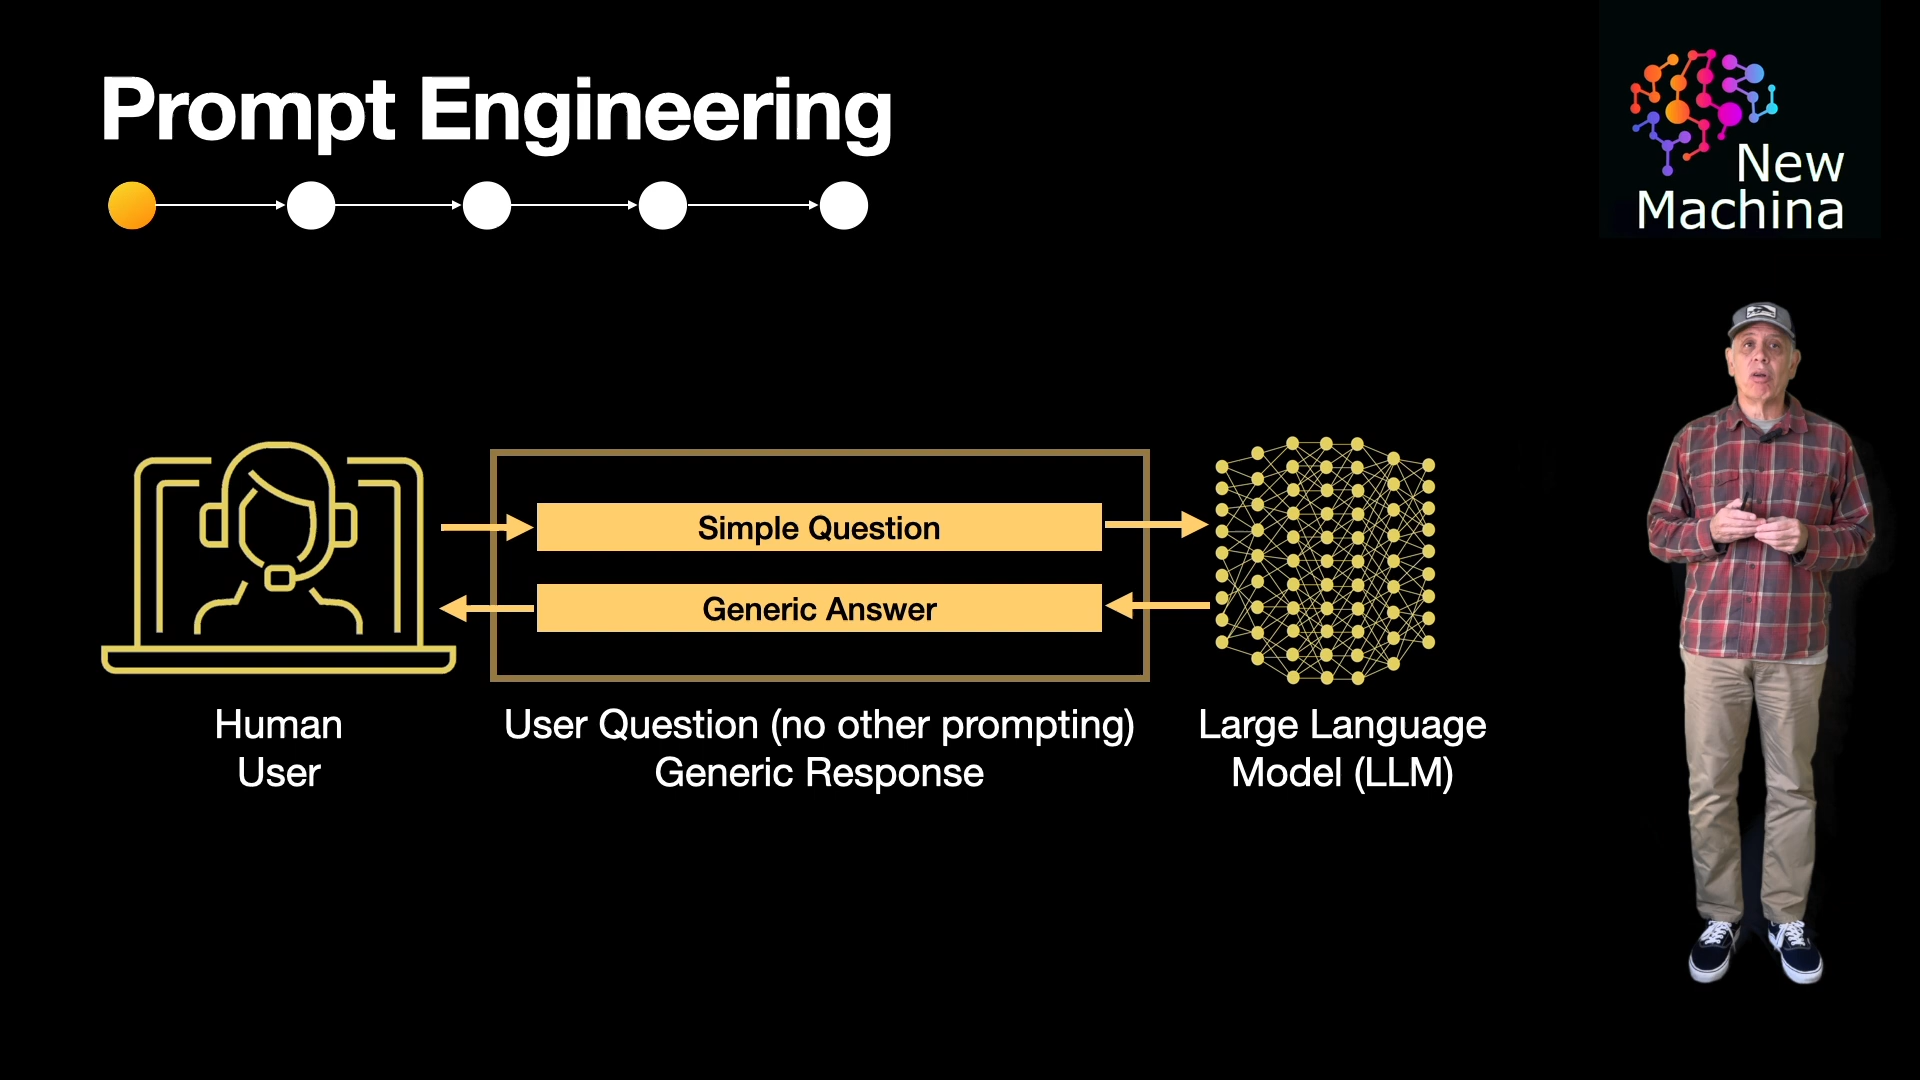 Prompt Engineering
New
Machina
Simple Question
Generic Answer
Human
User
User Question (no other prompting)
Generic Response
Large Language
Model (LLM)